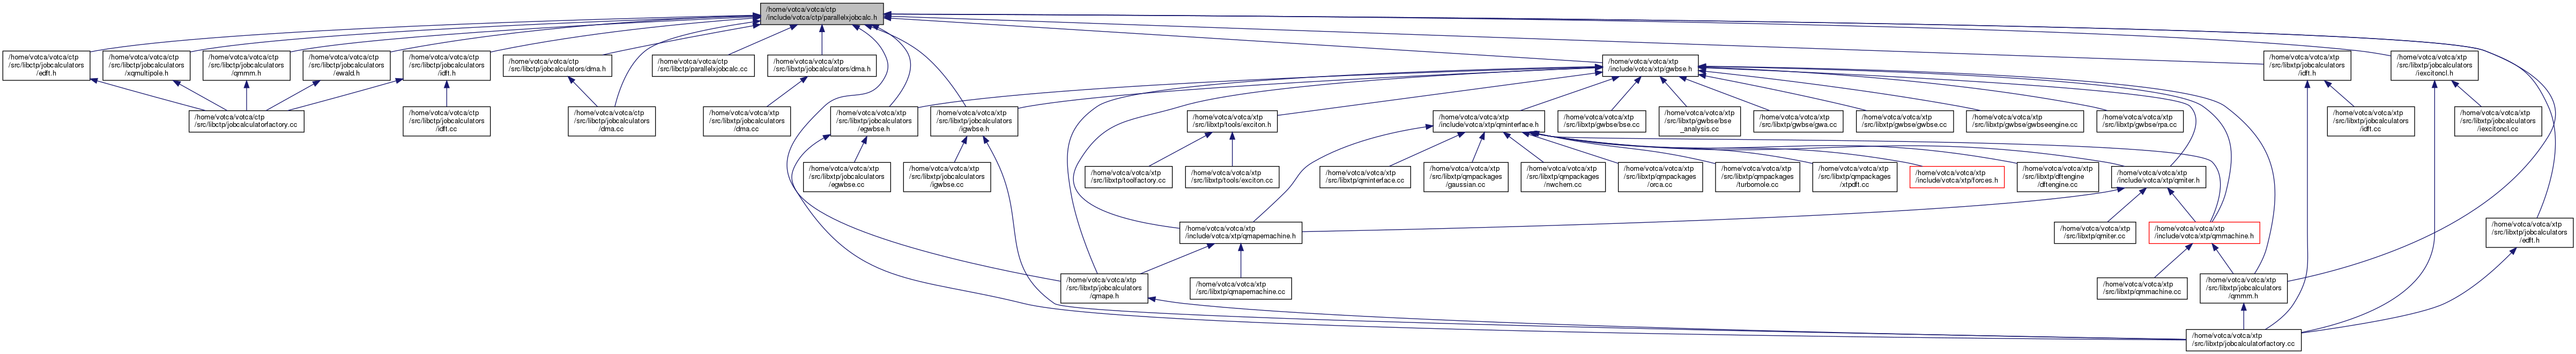 /home/votca/votca/ctp
/include/votca/ctp/parallelxjobcalc.h
/home/votca/votca/ctp
/src/libctp/jobcalculators
/edft.h
/home/votca/votca/ctp
/src/libctp/jobcalculators
/xqmultipole.h
/home/votca/votca/ctp
/src/libctp/jobcalculators
/qmmm.h
/home/votca/votca/ctp
/src/libctp/jobcalculators
/ewald.h
/home/votca/votca/ctp
/src/libctp/jobcalculators
/idft.h
/home/votca/votca/ctp
/src/libctp/jobcalculators/dma.h
/home/votca/votca/ctp
/src/libctp/parallelxjobcalc.cc
/home/votca/votca/xtp
/src/libxtp/jobcalculators/dma.h
/home/votca/votca/xtp
/include/votca/xtp/gwbse.h
/home/votca/votca/xtp
/src/libxtp/jobcalculators
/idft.h
/home/votca/votca/xtp
/src/libxtp/jobcalculators
/iexcitoncl.h
/home/votca/votca/ctp
/src/libctp/jobcalculatorfactory.cc
/home/votca/votca/ctp
/src/libctp/jobcalculators
/idft.cc
/home/votca/votca/ctp
/src/libctp/jobcalculators
/dma.cc
/home/votca/votca/xtp
/src/libxtp/jobcalculators
/dma.cc
/home/votca/votca/xtp
/src/libxtp/jobcalculators
/egwbse.h
/home/votca/votca/xtp
/src/libxtp/jobcalculators
/igwbse.h
/home/votca/votca/xtp
/src/libxtp/tools/exciton.h
/home/votca/votca/xtp
/include/votca/xtp/qminterface.h
/home/votca/votca/xtp
/src/libxtp/gwbse/bse.cc
/home/votca/votca/xtp
/src/libxtp/gwbse/bse
_analysis.cc
/home/votca/votca/xtp
/src/libxtp/gwbse/gwa.cc
/home/votca/votca/xtp
/src/libxtp/gwbse/gwbse.cc
/home/votca/votca/xtp
/src/libxtp/gwbse/gwbseengine.cc
/home/votca/votca/xtp
/src/libxtp/gwbse/rpa.cc
/home/votca/votca/xtp
/src/libxtp/jobcalculators
/idft.cc
/home/votca/votca/xtp
/src/libxtp/jobcalculators
/iexcitoncl.cc
/home/votca/votca/xtp
/src/libxtp/jobcalculators
/egwbse.cc
/home/votca/votca/xtp
/src/libxtp/jobcalculators
/igwbse.cc
/home/votca/votca/xtp
/src/libxtp/toolfactory.cc
/home/votca/votca/xtp
/src/libxtp/tools/exciton.cc
/home/votca/votca/xtp
/src/libxtp/qminterface.cc
/home/votca/votca/xtp
/src/libxtp/qmpackages
/gaussian.cc
/home/votca/votca/xtp
/src/libxtp/qmpackages
/nwchem.cc
/home/votca/votca/xtp
/src/libxtp/qmpackages
/orca.cc
/home/votca/votca/xtp
/src/libxtp/qmpackages
/turbomole.cc
/home/votca/votca/xtp
/src/libxtp/qmpackages
/xtpdft.cc
/home/votca/votca/xtp
/include/votca/xtp/forces.h
/home/votca/votca/xtp
/src/libxtp/dftengine
/dftengine.cc
/home/votca/votca/xtp
/include/votca/xtp/qmiter.h
/home/votca/votca/xtp
/include/votca/xtp/qmapemachine.h
/home/votca/votca/xtp
/src/libxtp/qmiter.cc
/home/votca/votca/xtp
/include/votca/xtp/qmmachine.h
/home/votca/votca/xtp
/src/libxtp/jobcalculators
/edft.h
/home/votca/votca/xtp
/src/libxtp/jobcalculators
/qmape.h
/home/votca/votca/xtp
/src/libxtp/qmapemachine.cc
/home/votca/votca/xtp
/src/libxtp/qmmachine.cc
/home/votca/votca/xtp
/src/libxtp/jobcalculators
/qmmm.h
/home/votca/votca/xtp
/src/libxtp/jobcalculatorfactory.cc